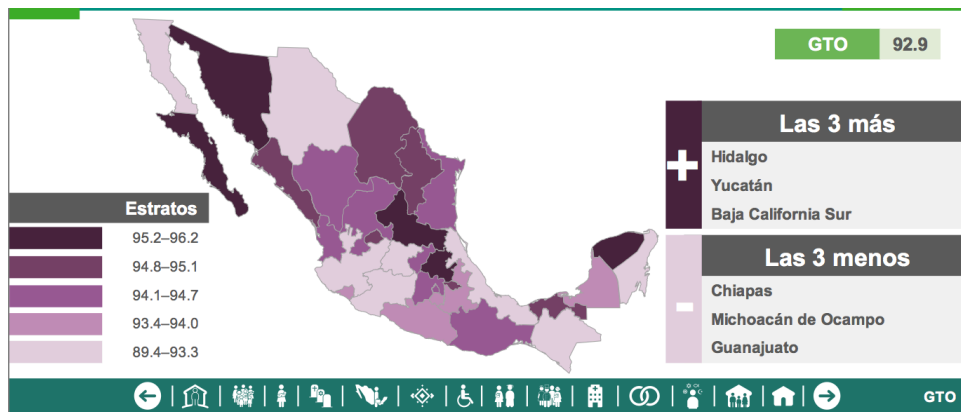 GTO 92.9
Las 3 más
+
Hidalgo
Yucatán
Baja California Sur
Estratos
95.2–96.2
94.8–95.1
94.1–94.7
93.4–94.0
89.4–93.3
Las 3 menos
-
Chiapas
Michoacán de Ocampo
Guanajuato
GTO